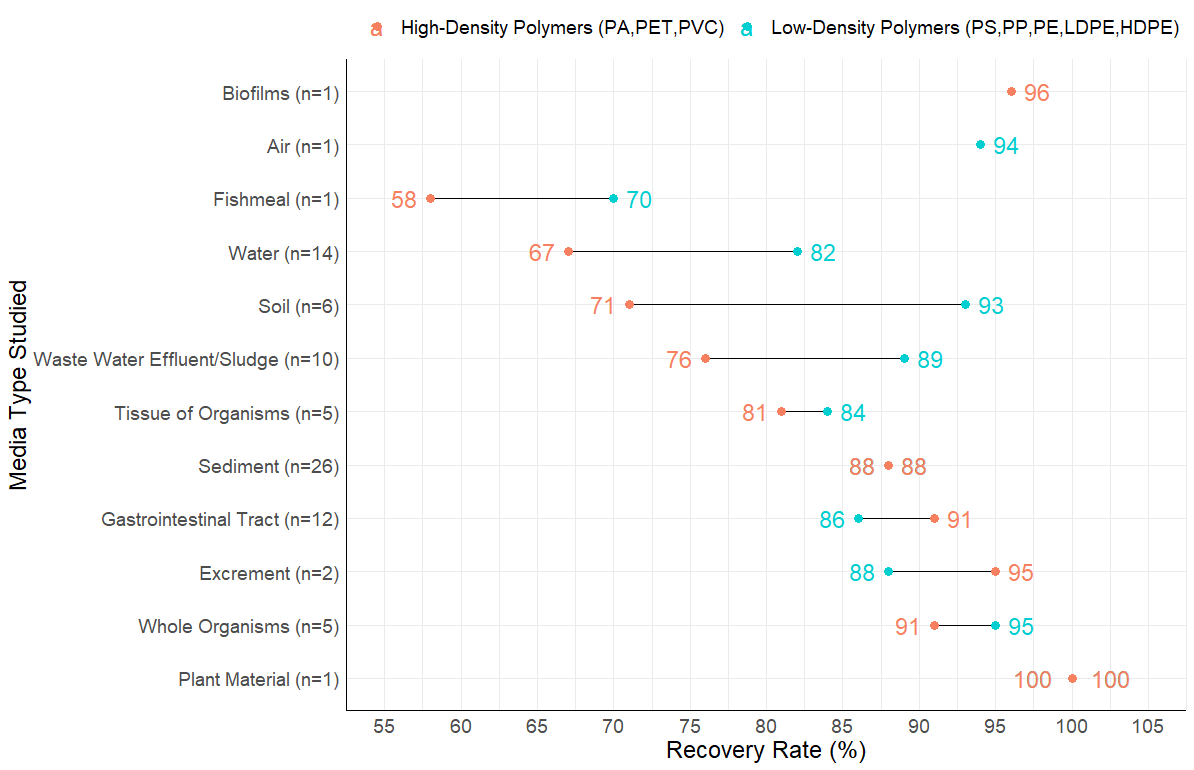 a High-Density Polymers (PA,PET,PVC) a Low-Density Polymers (PS,PP,PE,LDPE,HDPE)
Biofilms (n=1) 96
Air (n=1) 94
Fishmeal (n=1) 58 70
Water (n=14) 67 82
Soil (n=6) 71 93
Waste Water Effluent/Sludge (n=10) 76 89
Tissue of Organisms (n=5) 81 84
Sediment (n=26) 88 88
Gastrointestinal Tract (n=12) 86 91
Excrement (n=2) 88 95
Whole Organisms (n=5) 91 95
Plant Material (n=1) 100 100
Media Type Studied
55 60 65 70 75 80 85 90 95 100 105
Recovery Rate (%)